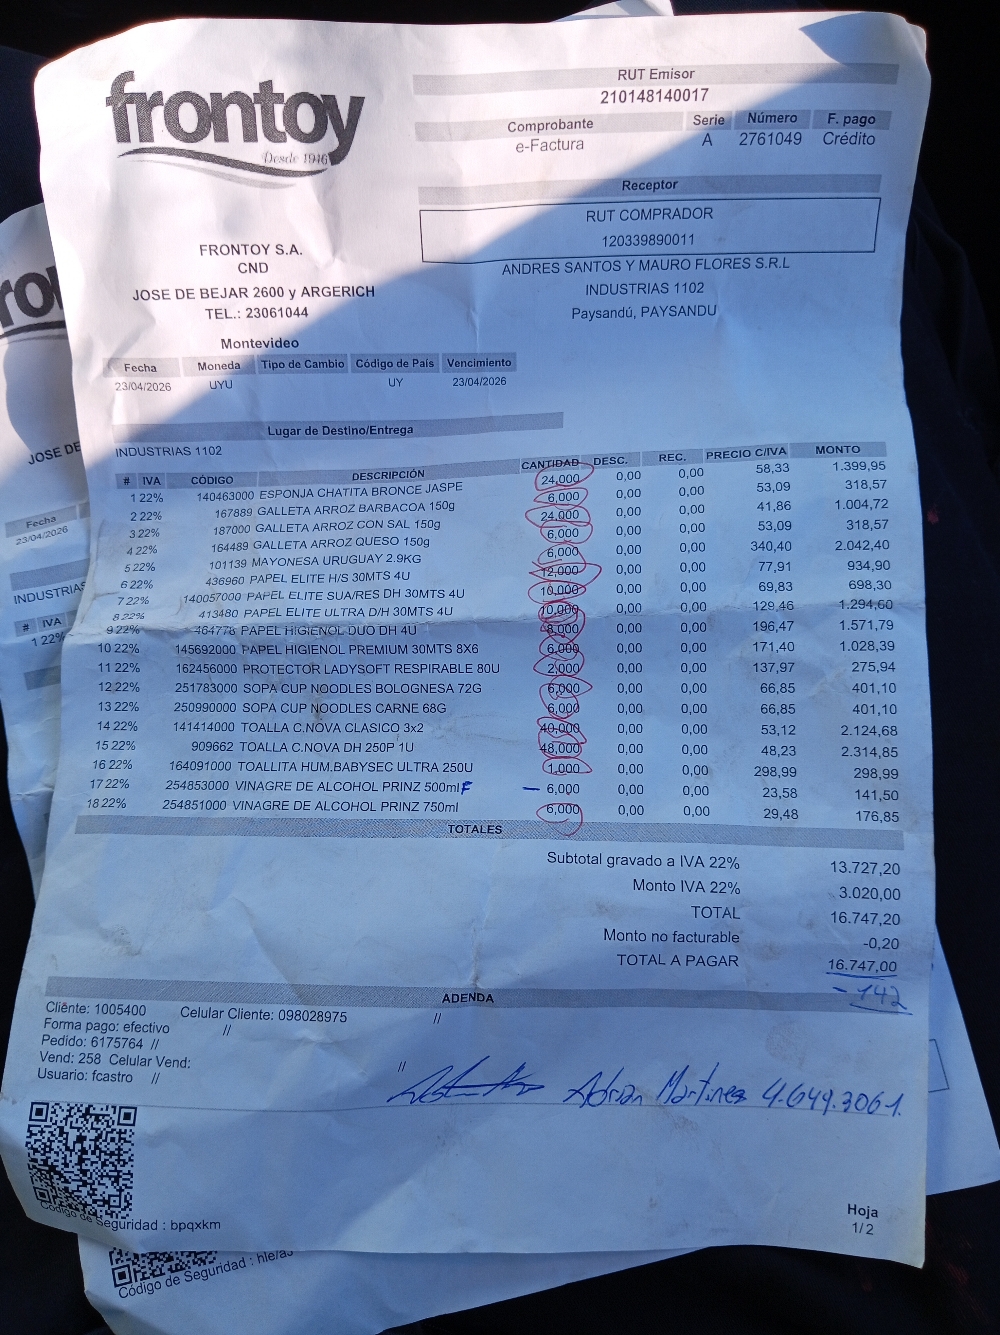 frontoy
Desde 1946
RUT Emisor
210148140017
Comprobante Serie Número F. pago
e-Factura A 2761049 Crédito
Receptor
RUT COMPRADOR
120339890011
ANDRES SANTOS Y MAURO FLORES S.R.L
INDUSTRIAS 1102
Paysandú, PAYSANDU
FRONTOY S.A.
CND
JOSE DE BEJAR 2600 y ARGERICH
TEL.: 23061044
Montevideo
Fecha Moneda Tipo de Cambio Código de País Vencimiento
23/04/2026 UYU UY 23/04/2026
Lugar de Destino/Entrega
INDUSTRIAS 1102
# IVA CÓDIGO DESCRIPCIÓN CANTIDAD DESC. REC. PRECIO C/IVA MONTO
1 22% 140463000 ESPONJA CHATITA BRONCE JASPE 24,000 0,00 0,00 58,33 1.399,95
2 22% 167889 GALLETA ARROZ BARBACOA 150g 6,000 0,00 0,00 53,09 318,57
3 22% 187000 GALLETA ARROZ CON SAL 150g 24,000 0,00 0,00 41,86 1.004,72
4 22% 164489 GALLETA ARROZ QUESO 150g 6,000 0,00 0,00 53,09 318,57
5 22% 101139 MAYONESA URUGUAY 2.9KG 6,000 0,00 0,00 340,40 2.042,40
6 22% 436960 PAPEL ELITE H/S 30MTS 4U 12,000 0,00 0,00 77,91 934,90
7 22% 140057000 PAPEL ELITE SUA/RES DH 30MTS 4U 10,000 0,00 0,00 69,83 698,30
8 22% 413480 PAPEL ELITE ULTRA D/H 30MTS 4U 10,000 0,00 0,00 129,46 1.294,60
9 22% 464778 PAPEL HIGIENOL DUO DH 4U 8,000 0,00 0,00 196,47 1.571,79
10 22% 145692000 PAPEL HIGIENOL PREMIUM 30MTS 8X6 6,000 0,00 0,00 171,40 1.028,39
11 22% 162456000 PROTECTOR LADYSOFT RESPIRABLE 80U 2,000 0,00 0,00 137,97 275,94
12 22% 251783000 SOPA CUP NOODLES BOLOGNESA 72G 6,000 0,00 0,00 66,85 401,10
13 22% 250990000 SOPA CUP NOODLES CARNE 68G 6,000 0,00 0,00 66,85 401,10
14 22% 141414000 TOALLA C.NOVA CLASICO 3x2 40,000 0,00 0,00 53,12 2.124,68
15 22% 909662 TOALLA C.NOVA DH 250P 1U 48,000 0,00 0,00 48,23 2.314,85
16 22% 164091000 TOALLITA HUM.BABYSEC ULTRA 250U 1,000 0,00 0,00 298,99 298,99
17 22% 254853000 VINAGRE DE ALCOHOL PRINZ 500ml F - 6,000 0,00 0,00 23,58 141,50
18 22% 254851000 VINAGRE DE ALCOHOL PRINZ 750ml 6,000 0,00 0,00 29,48 176,85
TOTALES
Subtotal gravado a IVA 22% 13.727,20
Monto IVA 22% 3.020,00
TOTAL 16.747,20
Monto no facturable -0,20
TOTAL A PAGAR 16.747,00
- 142
ADENDA
Cliente: 1005400 Celular Cliente: 098028975 //
Forma pago: efectivo //
Pedido: 6175764 //
Vend: 258 Celular Vend: //
Usuario: fcastro //
Adrian Martinez 4.649.306-1.
Código de Seguridad : bpqxkm
Hoja
1/2
JOSE DE
Fecha
23/04/2026
INDUSTRIAS
# IVA
1 22%
Código de Seguridad :